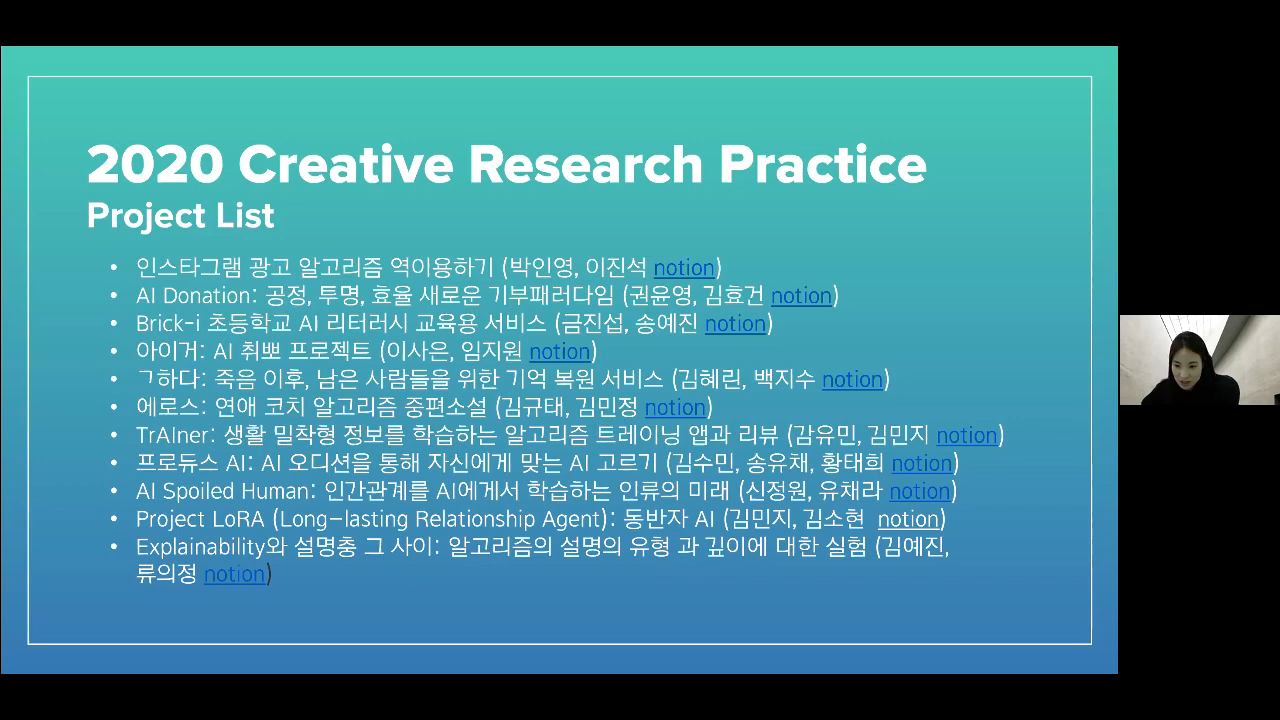 2020 Creative Research Practice
Project List
• 인스타그램 광고 알고리즘 역이용하기 (박인영, 이진석 notion)
• AI Donation: 공정, 투명, 효율 새로운 기부패러다임 (권윤영, 김효건 notion)
• Brick-i 초등학교 AI 리터러시 교육용 서비스 (금진섭, 송예진 notion)
• 아이거: AI 취뽀 프로젝트 (이사은, 임지원 notion)
• ㄱ하다: 죽음 이후, 남은 사람들을 위한 기억 복원 서비스 (김혜린, 백지수 notion)
• 에로스: 연애 코치 알고리즘 중편소설 (김규태, 김민정 notion)
• TrAIner: 생활 밀착형 정보를 학습하는 알고리즘 트레이닝 앱과 리뷰 (감유민, 김민지 notion)
• 프로듀스 AI: AI 오디션을 통해 자신에게 맞는 AI 고르기 (김수민, 송유채, 황태희 notion)
• AI Spoiled Human: 인간관계를 AI에게서 학습하는 인류의 미래 (신정원, 유채라 notion)
• Project LoRA (Long-lasting Relationship Agent): 동반자 AI (김민지, 김소현 notion)
• Explainability와 설명충 그 사이: 알고리즘의 설명의 유형 과 깊이에 대한 실험 (김예진,
류의정 notion)